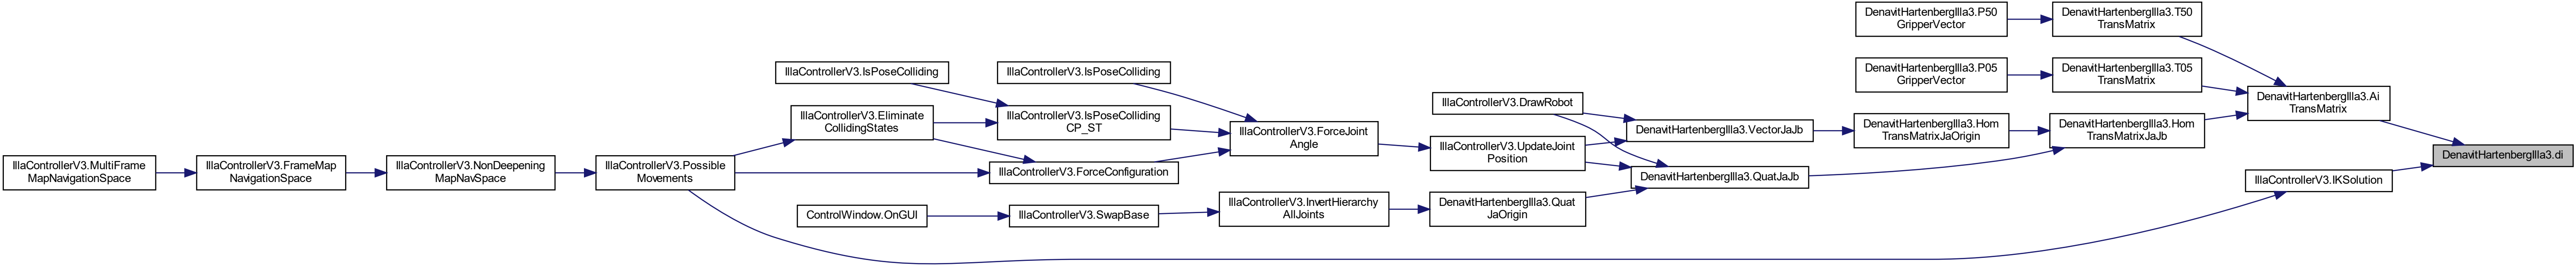 DenavitHartenbergIIIa3.P50
GripperVector
DenavitHartenbergIIIa3.T50
TransMatrix
IIIaControllerV3.IsPoseColliding
IIIaControllerV3.IsPoseColliding
DenavitHartenbergIIIa3.P05
GripperVector
DenavitHartenbergIIIa3.T05
TransMatrix
IIIaControllerV3.DrawRobot
DenavitHartenbergIIIa3.Ai
TransMatrix
IIIaControllerV3.Eliminate
CollidingStates
IIIaControllerV3.IsPoseColliding
CP_ST
IIIaControllerV3.ForceJoint
Angle
DenavitHartenbergIIIa3.VectorJaJb
DenavitHartenbergIIIa3.Hom
TransMatrixJaOrigin
DenavitHartenbergIIIa3.Hom
TransMatrixJaJb
IIIaControllerV3.UpdateJoint
Position
DenavitHartenbergIIIa3.di
IIIaControllerV3.MultiFrame
MapNavigationSpace
IIIaControllerV3.FrameMap
NavigationSpace
IIIaControllerV3.NonDeepening
MapNavSpace
IIIaControllerV3.Possible
Movements
IIIaControllerV3.ForceConfiguration
DenavitHartenbergIIIa3.QuatJaJb
IIIaControllerV3.IKSolution
ControlWindow.OnGUI
IIIaControllerV3.SwapBase
IIIaControllerV3.InvertHierarchy
AllJoints
DenavitHartenbergIIIa3.Quat
JaOrigin